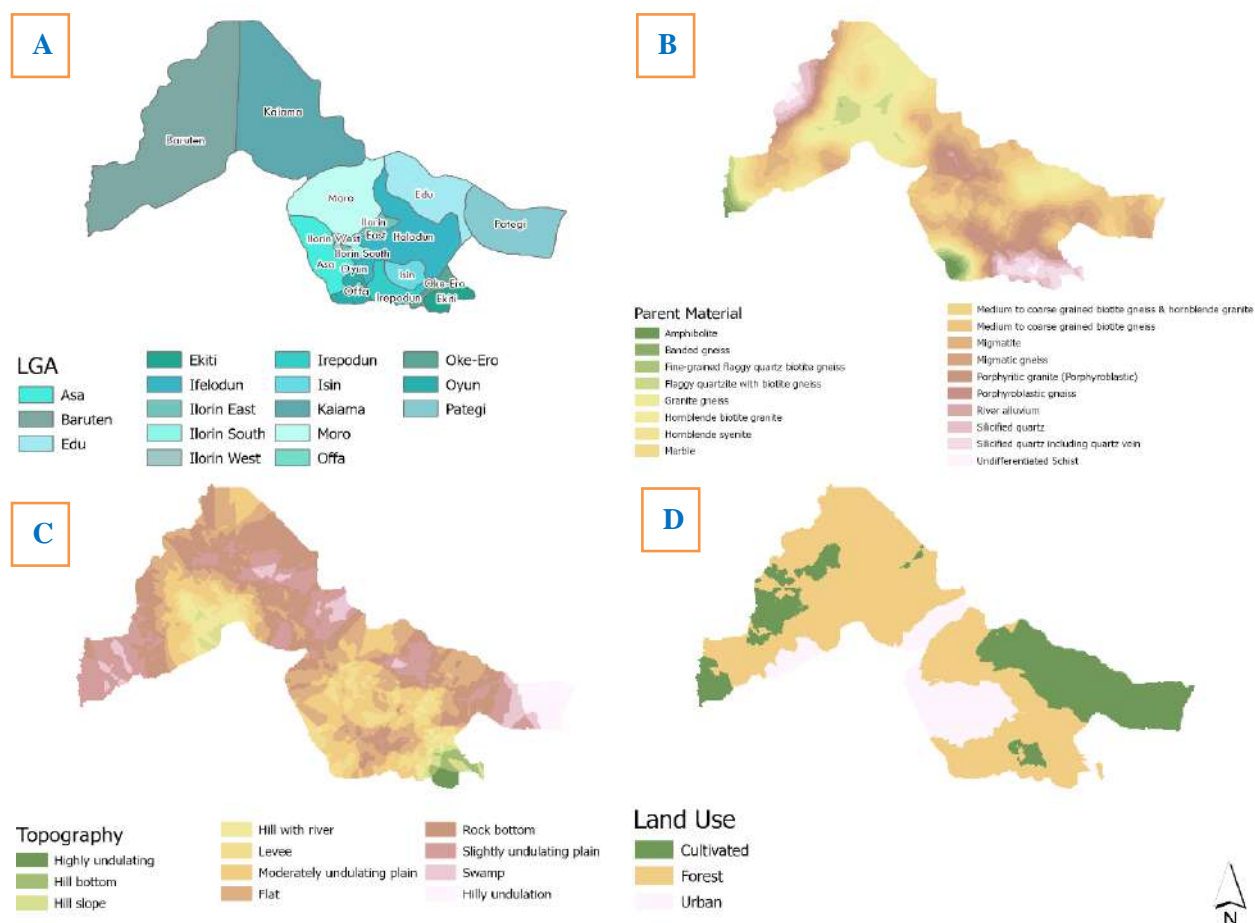 A
Baruten
Kaiama
Moro
Edu
Pategi
Ilorin
East
Ilorin West
Ifelodun
Ilorin South
Asa
Oyun
Isin
Oke-Ero
Offa
Irepodun
Ekiti
LGA
Asa
Baruten
Edu
Ekiti
Ifelodun
Ilorin East
Ilorin South
Ilorin West
Irepodun
Isin
Kaiama
Moro
Offa
Oke-Ero
Oyun
Pategi
B
Parent Material
Amphibolite
Banded gneiss
Fine-grained flaggy quartz biotite gneiss
Flaggy quartzite with biotite gneiss
Granite gneiss
Hornblende biotite granite
Hornblende syenite
Marble
Medium to coarse grained biotite gneiss & hornblende granite
Medium to coarse grained biotite gneiss
Migmatite
Migmatic gneiss
Porphyritic granite (Porphyroblastic)
Porphyroblastic gneiss
River alluvium
Silicified quartz
Silicified quartz including quartz vein
Undifferentiated Schist
C
Topography
Highly undulating
Hill bottom
Hill slope
Hill with river
Levee
Moderately undulating plain
Flat
Rock bottom
Slightly undulating plain
Swamp
Hilly undulation
D
Land Use
Cultivated
Forest
Urban
N